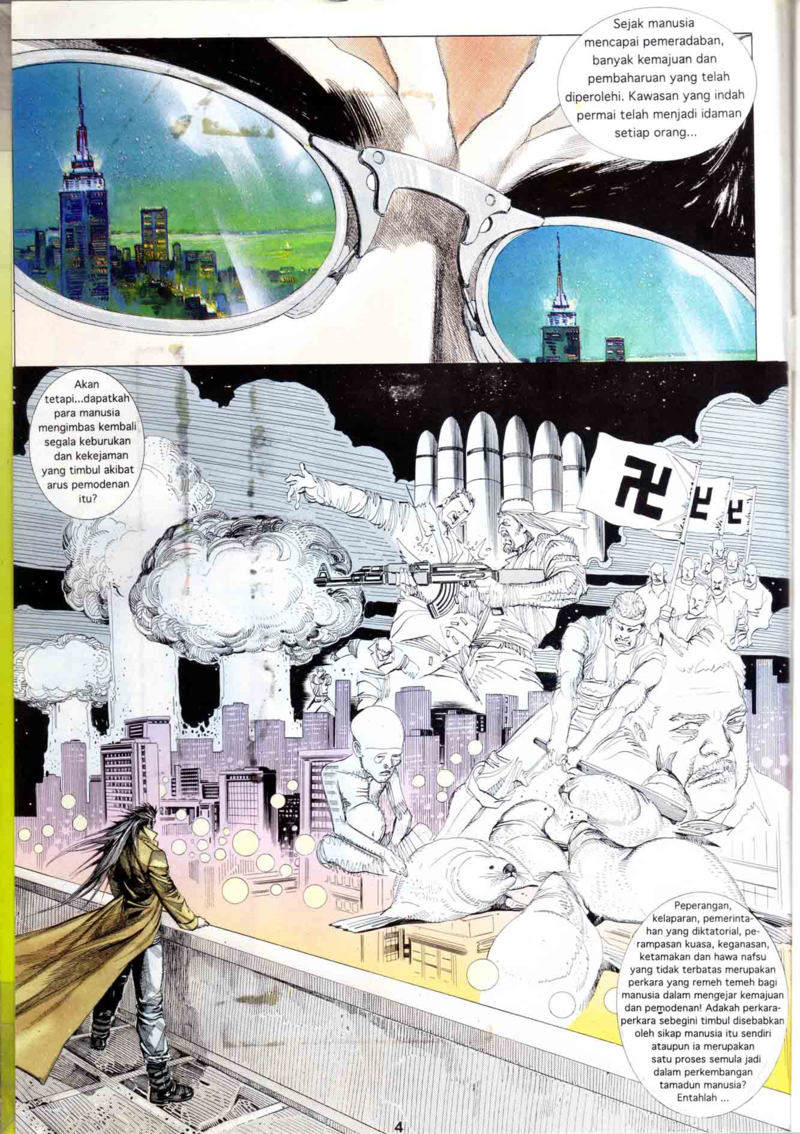 Sejak manusia
mencapai pemeradaban,
banyak kemajuan dan
pembaharuan yang telah
diperolehi. Kawasan yang indah
permai telah menjadi idaman
setiap orang...
Akan
tetapi...dapatkah
para manusia
mengimbas kembali
segala keburukan
dan kekejaman
yang timbul akibat
arus pemodenan
itu?
Peperangan,
kelaparan, pemerinta-
han yang diktatorial, pe-
rampasan kuasa, keganasan,
ketamakan dan hawa nafsu
yang tidak terbatas merupakan
perkara yang remeh temeh bagi
manusia dalam mengejar kemajuan
dan pemodenan! Adakah perkara-
perkara sebegini timbul disebabkan
oleh sikap manusia itu sendiri
ataupun ia merupakan
satu proses semula jadi
dalam perkembangan
tamadun manusia?
Entahlah ...
4